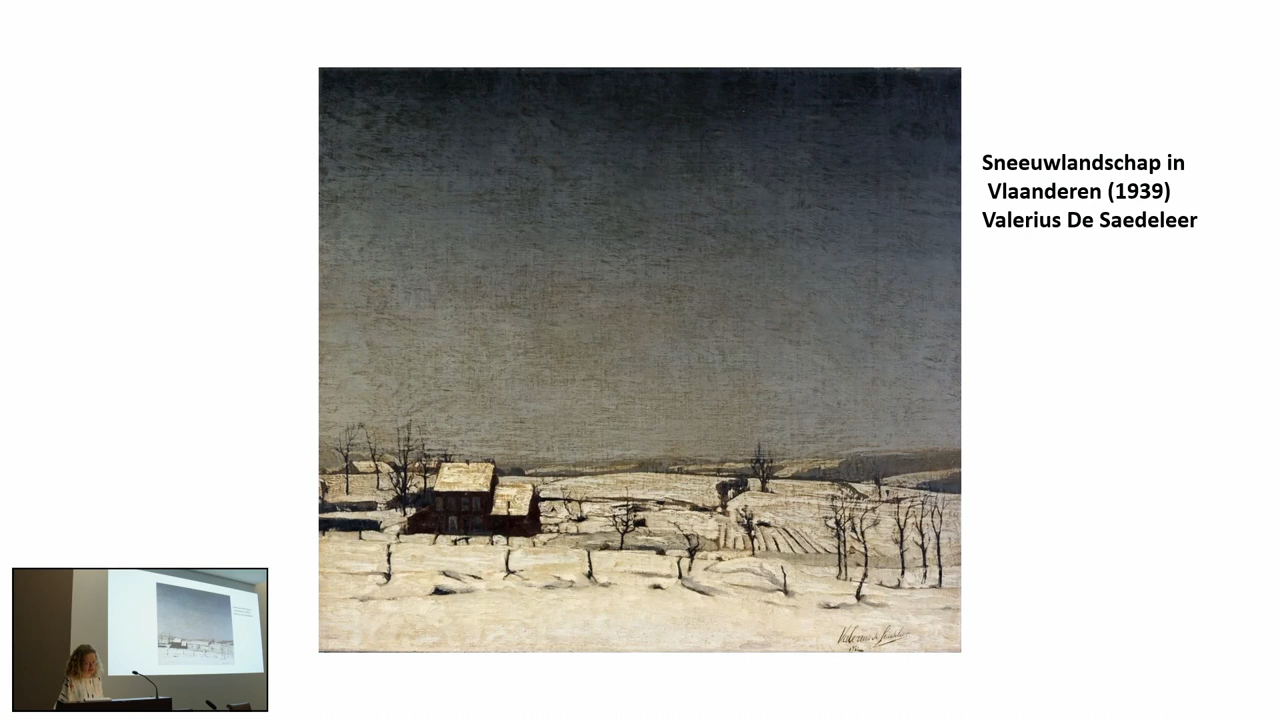 Sneeuwlandschap in
Vlaanderen (1939)
Valerius De Saedeleer